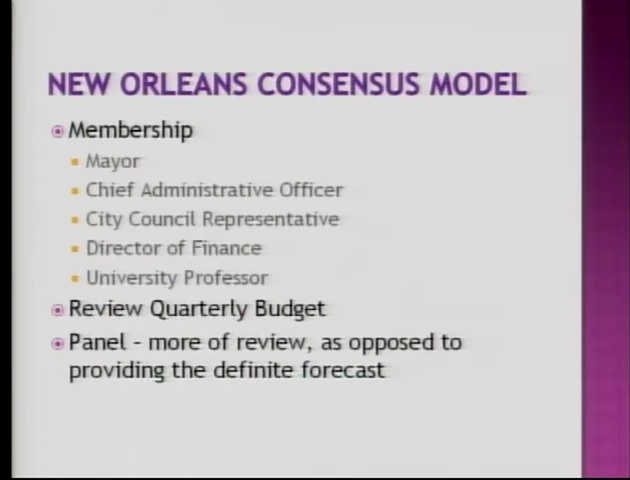 NEW ORLEANS CONSENSUS MODEL
Membership
Mayor
Chief Administrative Officer
City Council Representative
Director of Finance
University Professor
Review Quarterly Budget
Panel – more of review, as opposed to
providing the definite forecast